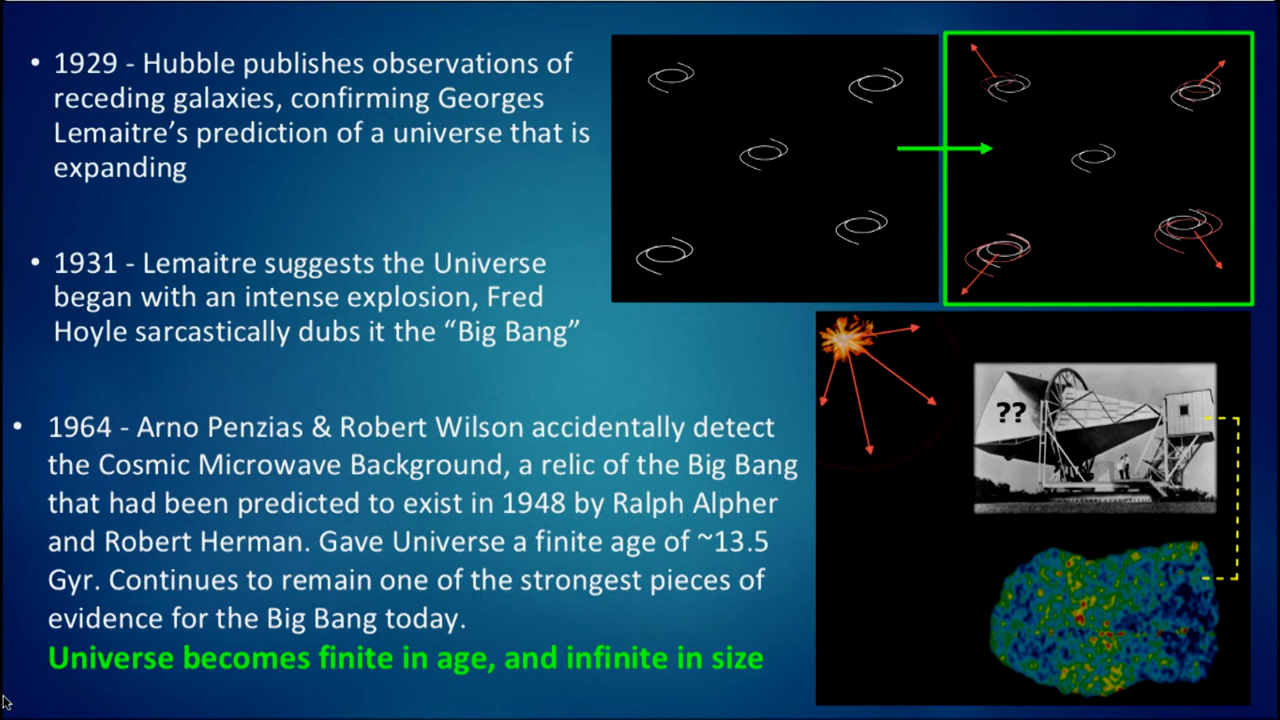 • 1929 - Hubble publishes observations of
receding galaxies, confirming Georges
Lemaitre's prediction of a universe that is
expanding
• 1931 - Lemaitre suggests the Universe
began with an intense explosion, Fred
Hoyle sarcastically dubs it the “Big Bang”
• 1964 - Arno Penzias & Robert Wilson accidentally detect
the Cosmic Microwave Background, a relic of the Big Bang
that had been predicted to exist in 1948 by Ralph Alpher
and Robert Herman. Gave Universe a finite age of ~13.5
Gyr. Continues to remain one of the strongest pieces of
evidence for the Big Bang today.
Universe becomes finite in age, and infinite in size
??